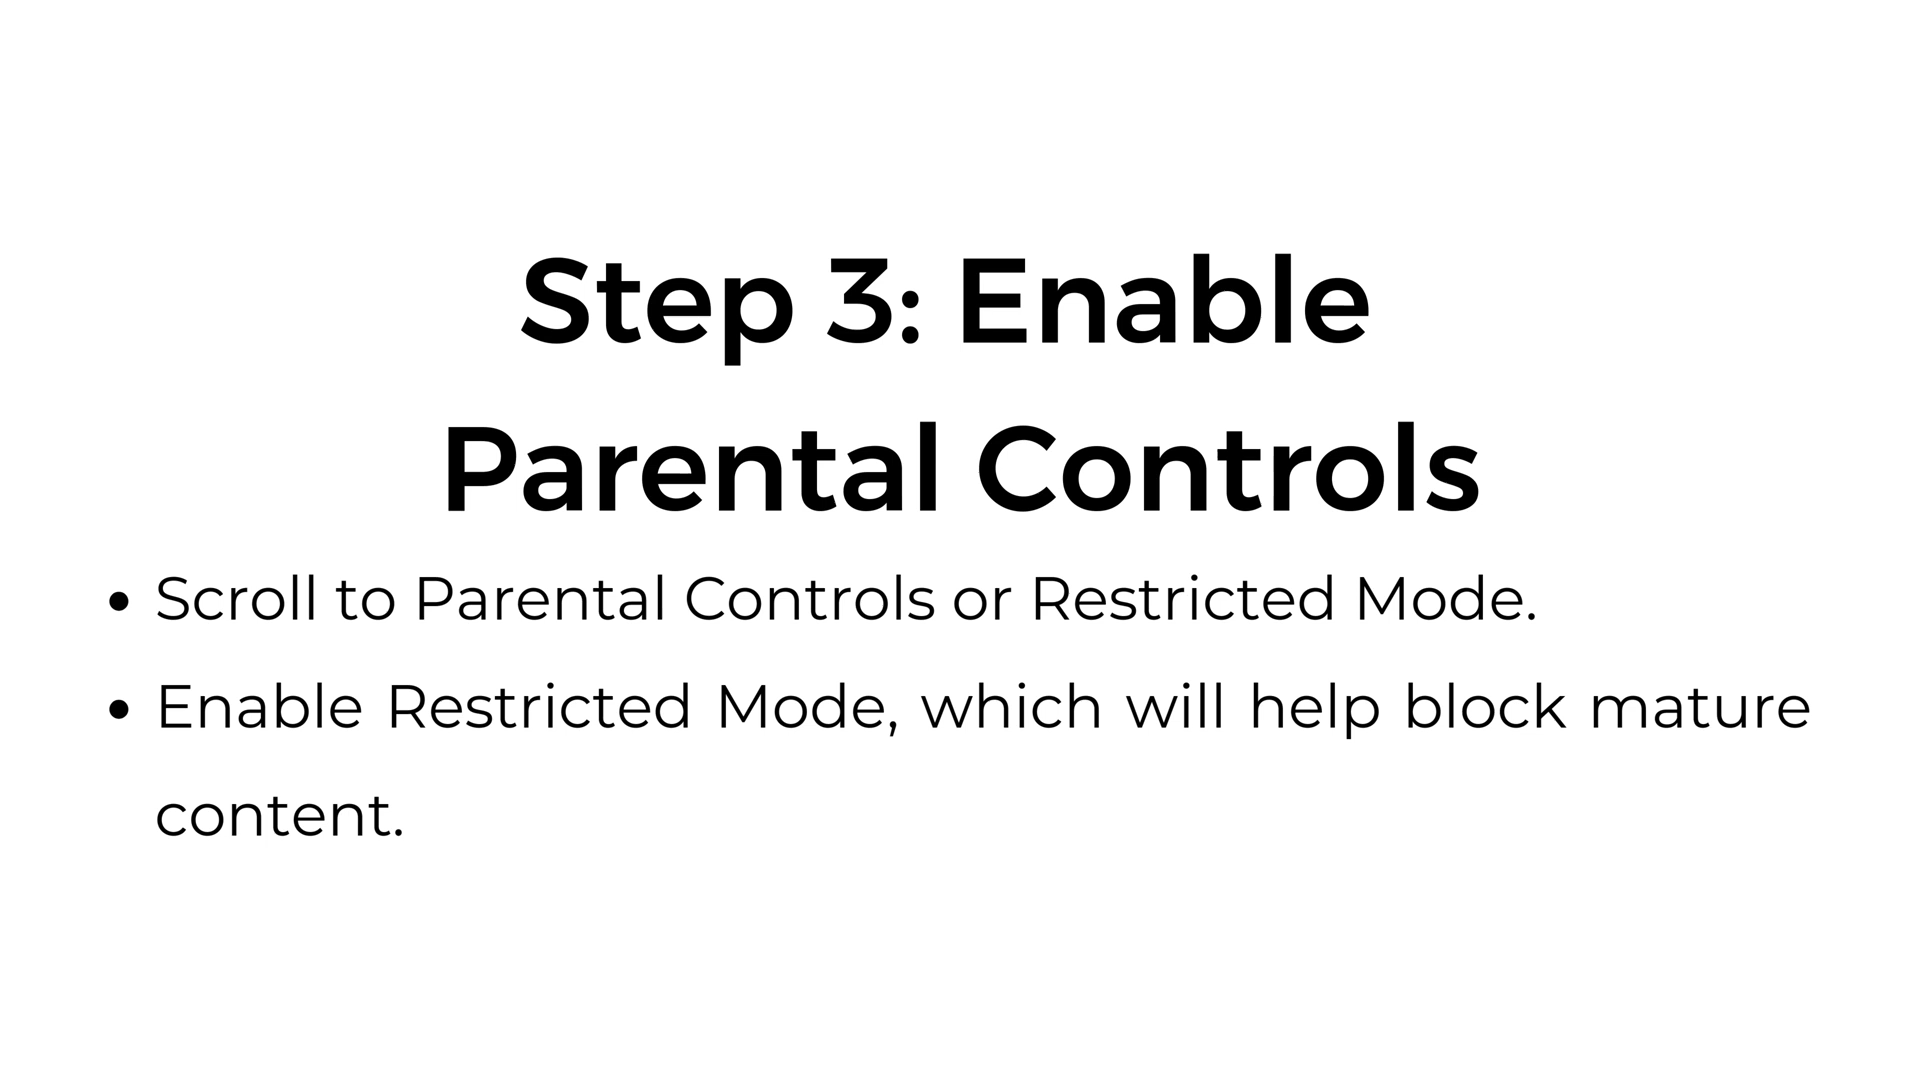 Step 3: Enable
Parental Controls
• Scroll to Parental Controls or Restricted Mode.
• Enable Restricted Mode, which will help block mature
content.